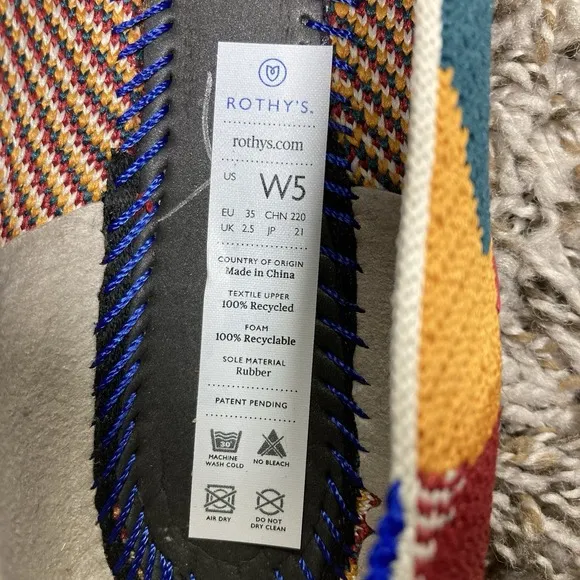 ROTHY'S.
rothys.com
US W5
EU 35 CHN 220
UK 2.5 JP 21
COUNTRY OF ORIGIN
Made in China
TEXTILE UPPER
100% Recycled
FOAM
100% Recyclable
SOLE MATERIAL
Rubber
PATENT PENDING
30°
MACHINE WASH COLD
NO BLEACH
AIR DRY
DO NOT DRY CLEAN